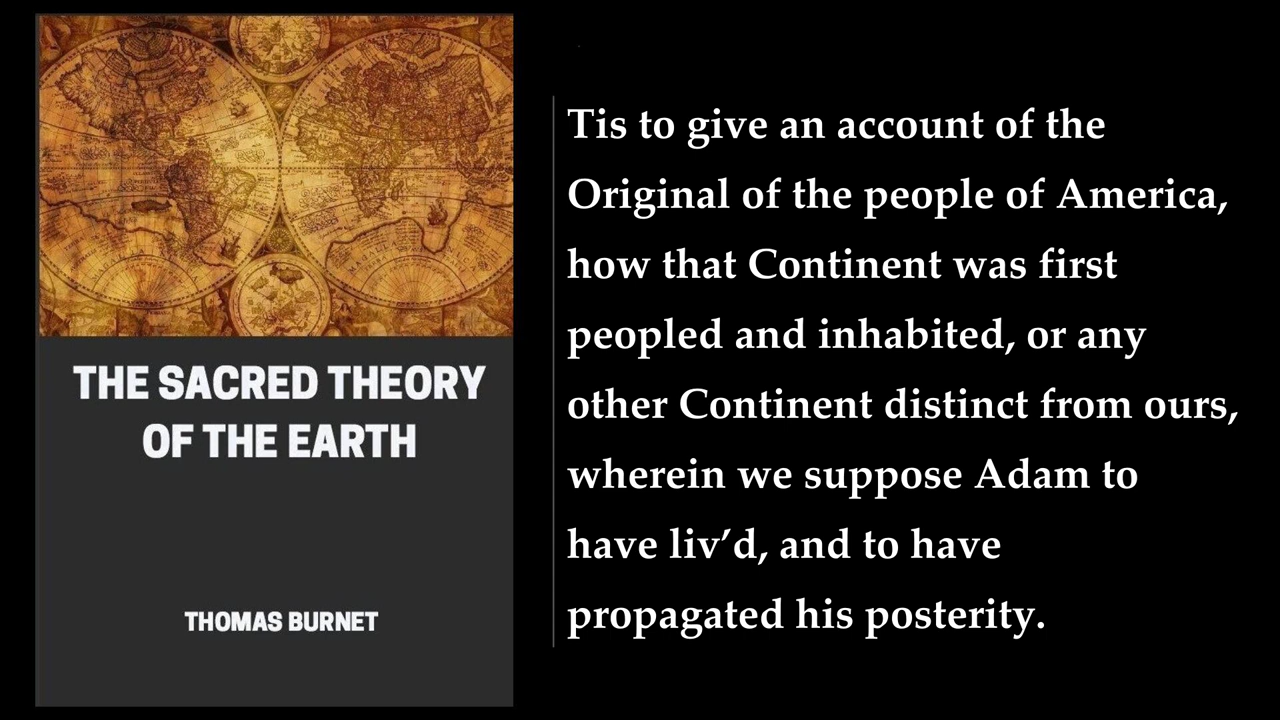 THE SACRED THEORY
OF THE EARTH
THOMAS BURNET
Tis to give an account of the
Original of the people of America,
how that Continent was first
peopled and inhabited, or any
other Continent distinct from ours,
wherein we suppose Adam to
have liv’d, and to have
propagated his posterity.